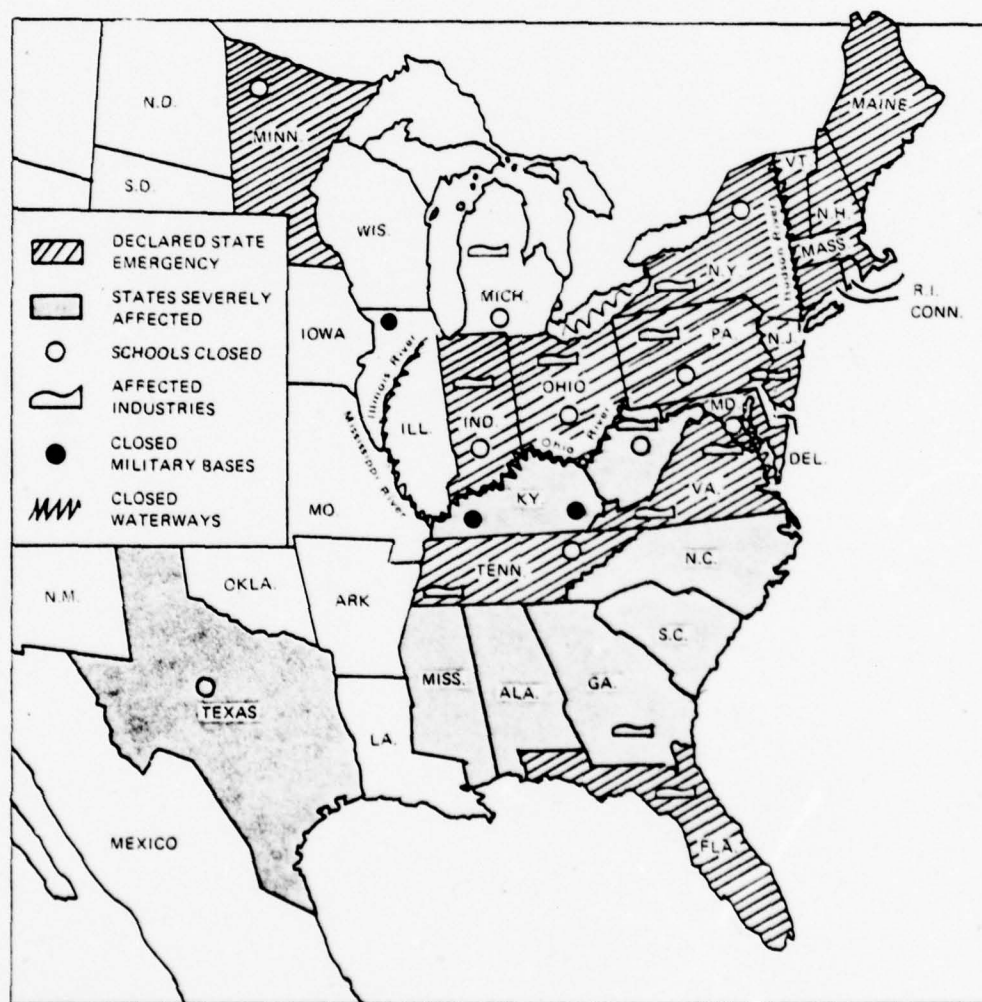 N.D.
MINN.
MAINE
S.D.
VT.
WIS.
N.H.
MASS.
N.Y.
Hudson River
MICH.
R.I.
CONN.
DECLARED STATE
EMERGENCY
STATES SEVERELY
AFFECTED
SCHOOLS CLOSED
AFFECTED
INDUSTRIES
CLOSED
MILITARY BASES
CLOSED
WATERWAYS
IOWA
Illinois River
PA.
N.J.
OHIO
MD.
ILL.
IND.
Ohio River
DEL.
Mississippi River
MO.
KY.
VA.
N.M.
OKLA.
ARK
TENN.
N.C.
S.C.
MISS.
ALA.
GA.
TEXAS
LA.
MEXICO
FLA.